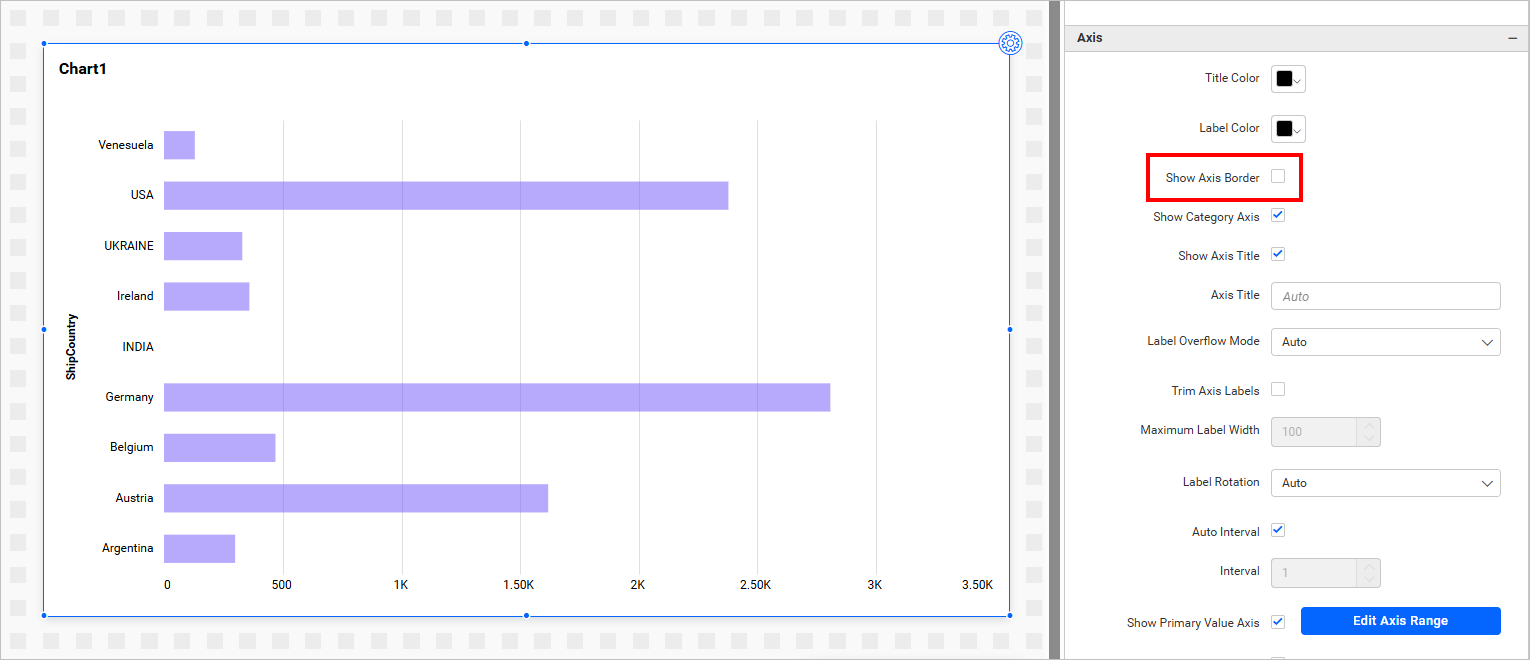 Chart1
Venesuela
USA
UKRAINE
Ireland
INDIA
Germany
Belgium
Austria
Argentina
ShipCountry
0 500 1K 1.50K 2K 2.50K 3K 3.50K
Axis
Title Color
Label Color
Show Axis Border
Show Category Axis
Show Axis Title
Axis Title Auto
Label Overflow Mode Auto
Trim Axis Labels
Maximum Label Width 100
Label Rotation Auto
Auto Interval
Interval 1
Show Primary Value Axis Edit Axis Range